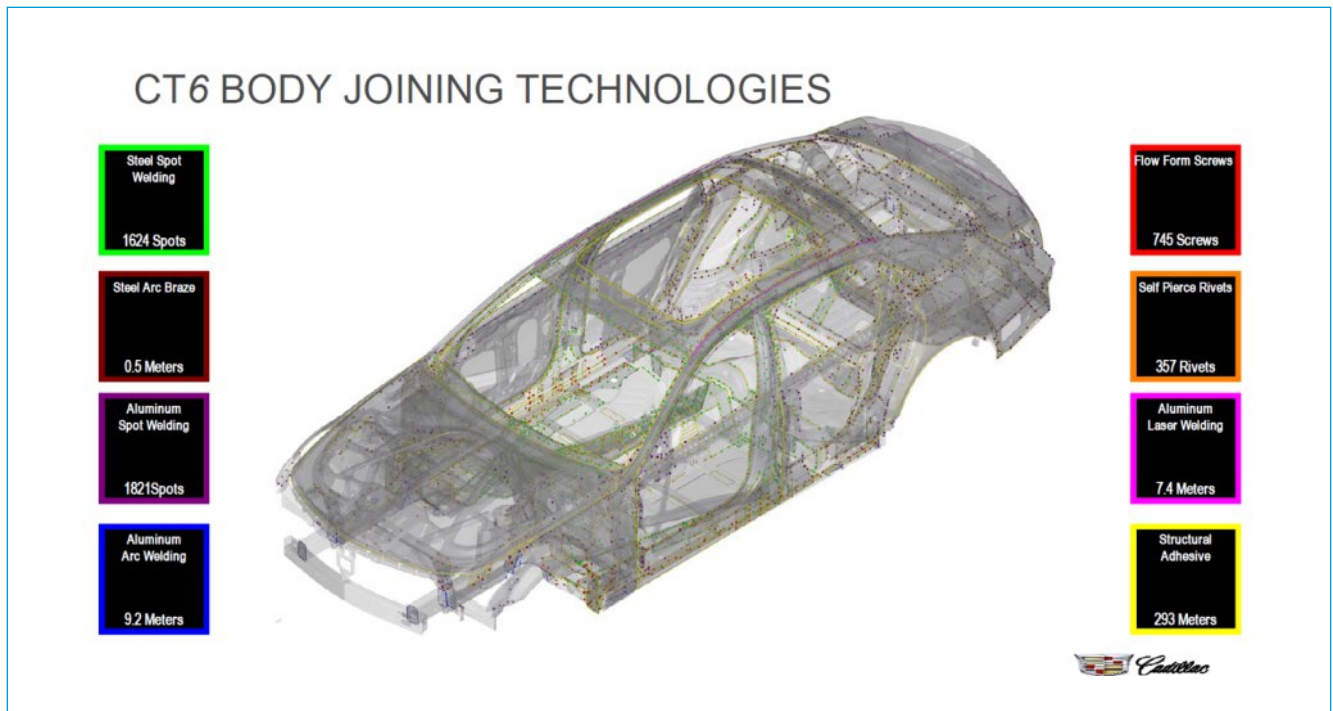 CT6 BODY JOINING TECHNOLOGIES
Steel Spot
Welding
1624 Spots
Steel Arc Braze
0.5 Meters
Aluminum
Spot Welding
1821Spots
Aluminum
Arc Welding
9.2 Meters
Flow Form Screws
745 Screws
Self Pierce Rivets
357 Rivets
Aluminum
Laser Welding
7.4 Meters
Structural
Adhesive
293 Meters
Cadillac